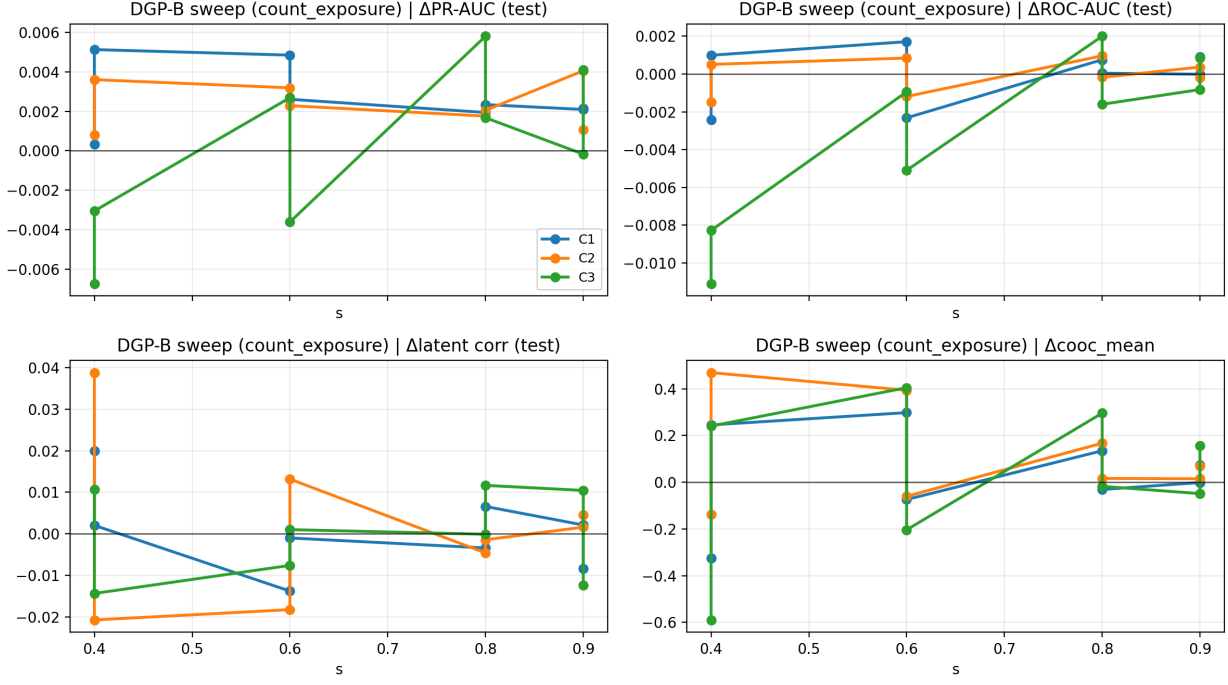 DGP-B sweep (count_exposure) | ΔPR-AUC (test)
0.006
0.004
0.002
0.000
−0.002
−0.004
−0.006
C1
C2
C3
s
DGP-B sweep (count_exposure) | ΔROC-AUC (test)
0.002
0.000
−0.002
−0.004
−0.006
−0.008
−0.010
s
DGP-B sweep (count_exposure) | Δlatent corr (test)
0.04
0.03
0.02
0.01
0.00
−0.01
−0.02
0.4 0.5 0.6 0.7 0.8 0.9
s
DGP-B sweep (count_exposure) | Δcooc_mean
0.4
0.2
0.0
−0.2
−0.4
−0.6
0.4 0.5 0.6 0.7 0.8 0.9
s